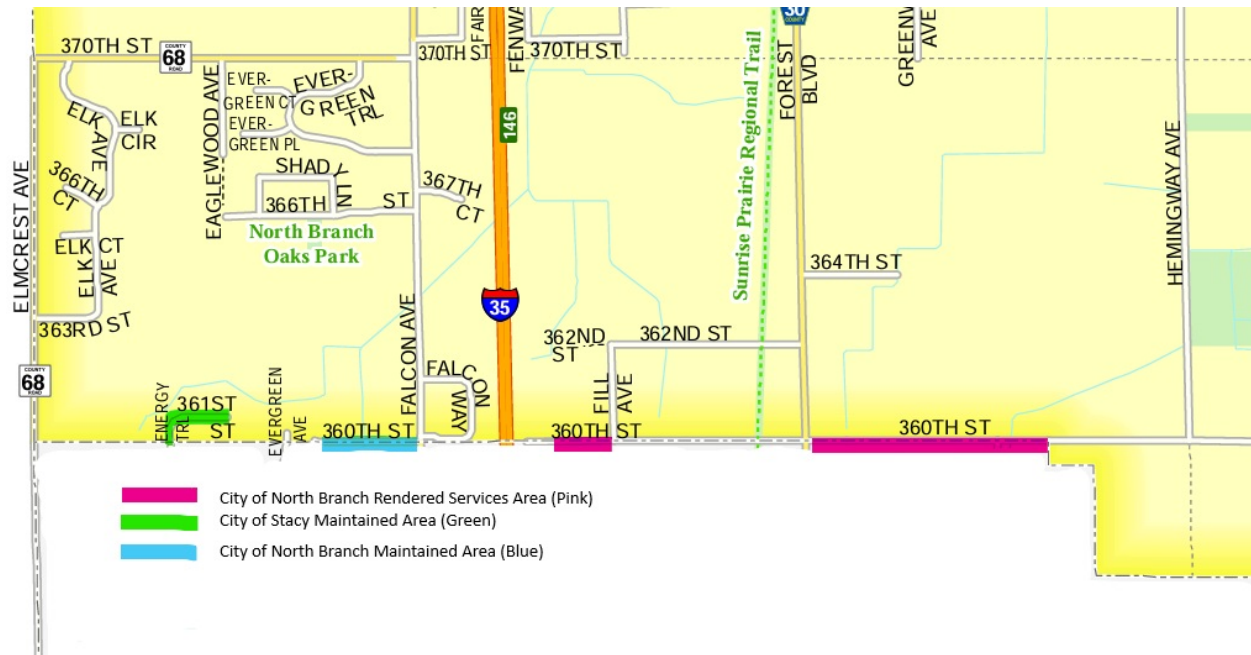 30
COUNTY
370TH ST
COUNTY
68
ROAD
370TH ST
FAIR
FENWA
370TH ST
FOREST
BLVD
GREENW
AVE
EVER-
GREEN CT
EVER-
GREEN
TRL
EVER-
GREEN PL
ELK AVE
ELK
CIR
EAGLEWOOD AVE
146
Sunrise Prairie Regional Trail
HEMINGWAY AVE
ELMCREST AVE
366TH
CT
SHADY LN
366TH ST
367TH
CT
North Branch
Oaks Park
ELK CT
ELK
AVE
364TH ST
35
363RD ST
FALCON AVE
362ND
ST
362ND ST
COUNTY
68
ROAD
FALCON
WAY
FILL
AVE
ENERGY
TRL
361ST
ST
EVERGREEN
AVE
360TH ST
360TH ST
360TH ST
City of North Branch Rendered Services Area (Pink)
City of Stacy Maintained Area (Green)
City of North Branch Maintained Area (Blue)